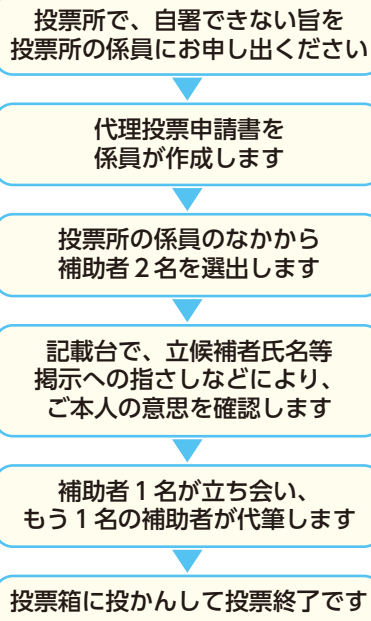 投票所で、自署できない旨を
投票所の係員にお申し出ください
代理投票申請書を
係員が作成します
投票所の係員のなかから
補助者2名を選出します
記載台で、立候補者氏名等
掲示への指さしなどにより、
ご本人の意思を確認します
補助者1名が立ち会い、
もう1名の補助者が代筆します
投票箱に投かんして投票終了です